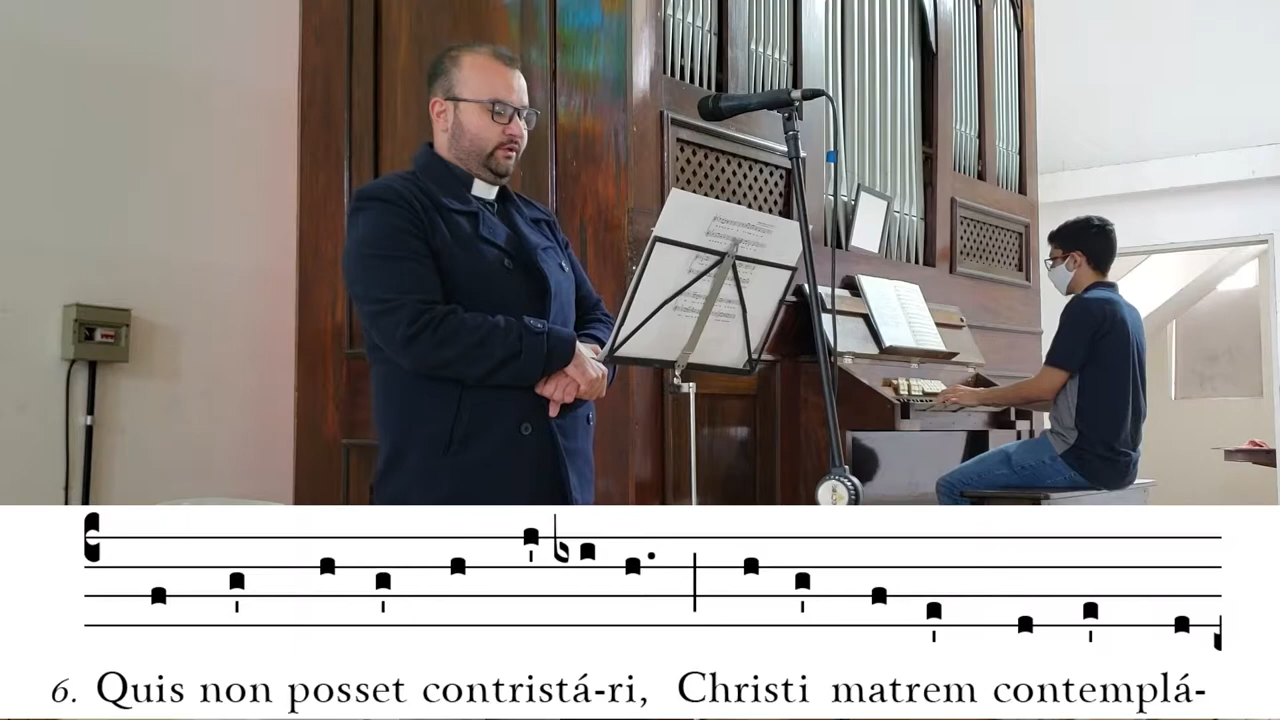 6. Quis non posset contristá-ri, Christi matrem contemplá-